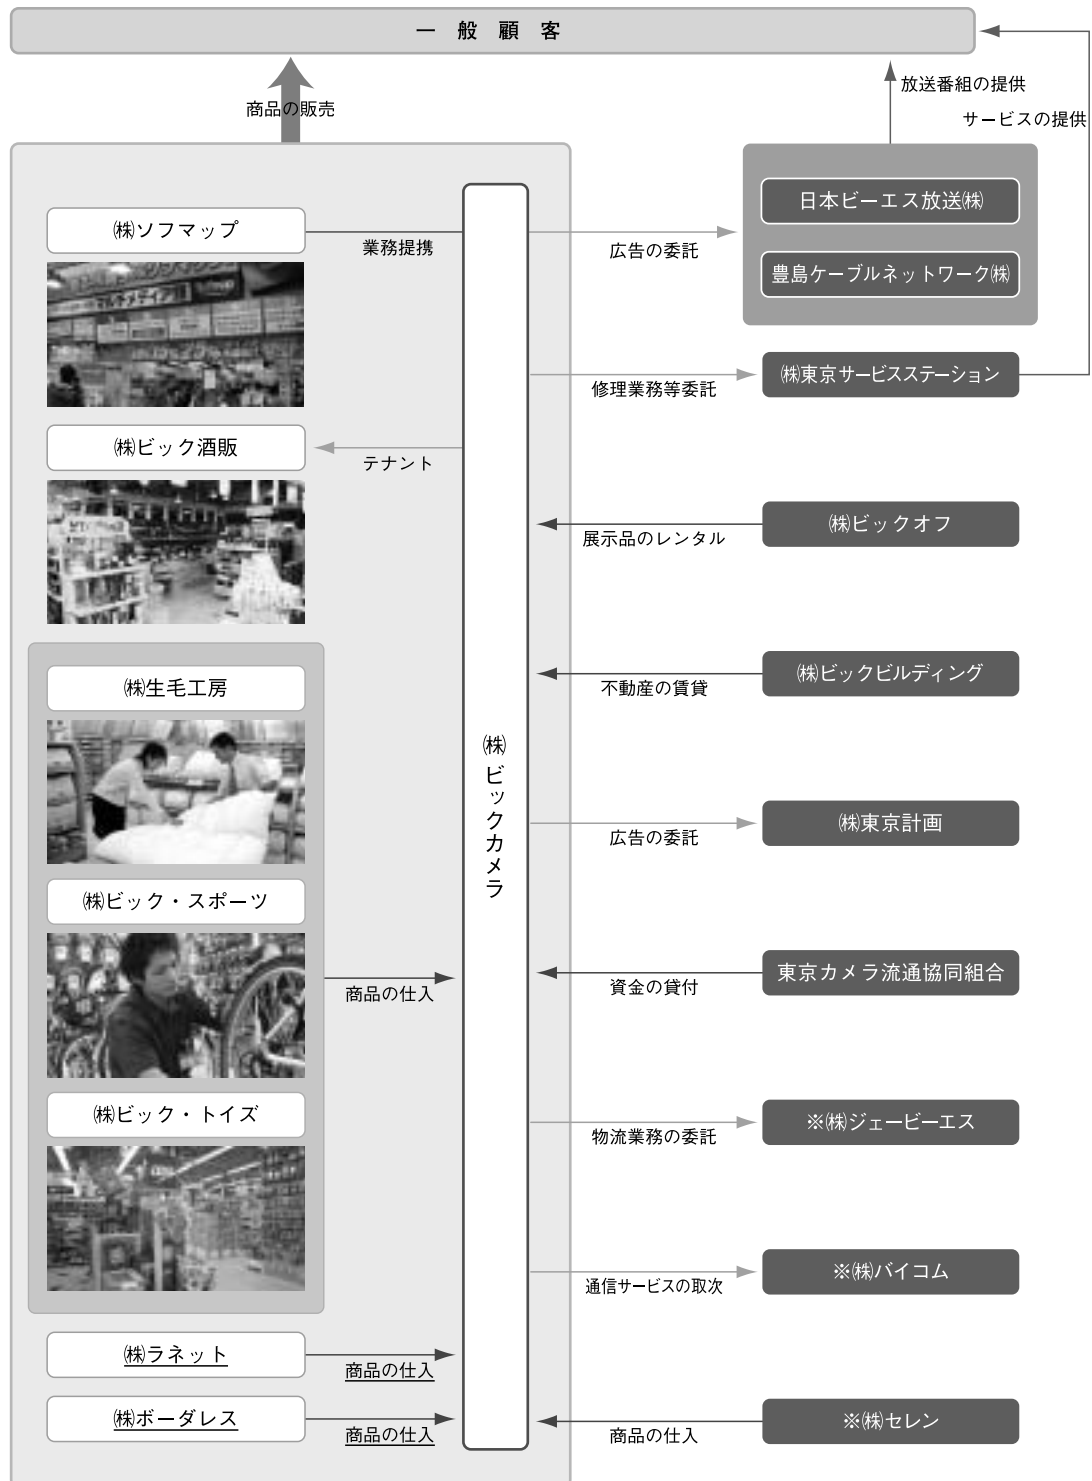 一般顧客
商品の販売
放送番組の提供
サービスの提供
㈱ソフマップ
業務提携
広告の委託
日本ビーエス放送㈱
豊島ケーブルネットワーク㈱
修理業務等委託
㈱東京サービスステーション
㈱ビック酒販
テナント
展示品のレンタル
㈱ビックオフ
㈱生毛工房
不動産の賃貸
㈱ビックビルディング
㈱ビックカメラ
広告の委託
㈱東京計画
㈱ビック・スポーツ
商品の仕入
資金の貸付
東京カメラ流通協同組合
㈱ビック・トイズ
物流業務の委託
※㈱ジェービーエス
通信サービスの取次
※㈱バイコム
㈱ラネット
商品の仕入
㈱ボーダレス
商品の仕入
商品の仕入
※㈱セレン